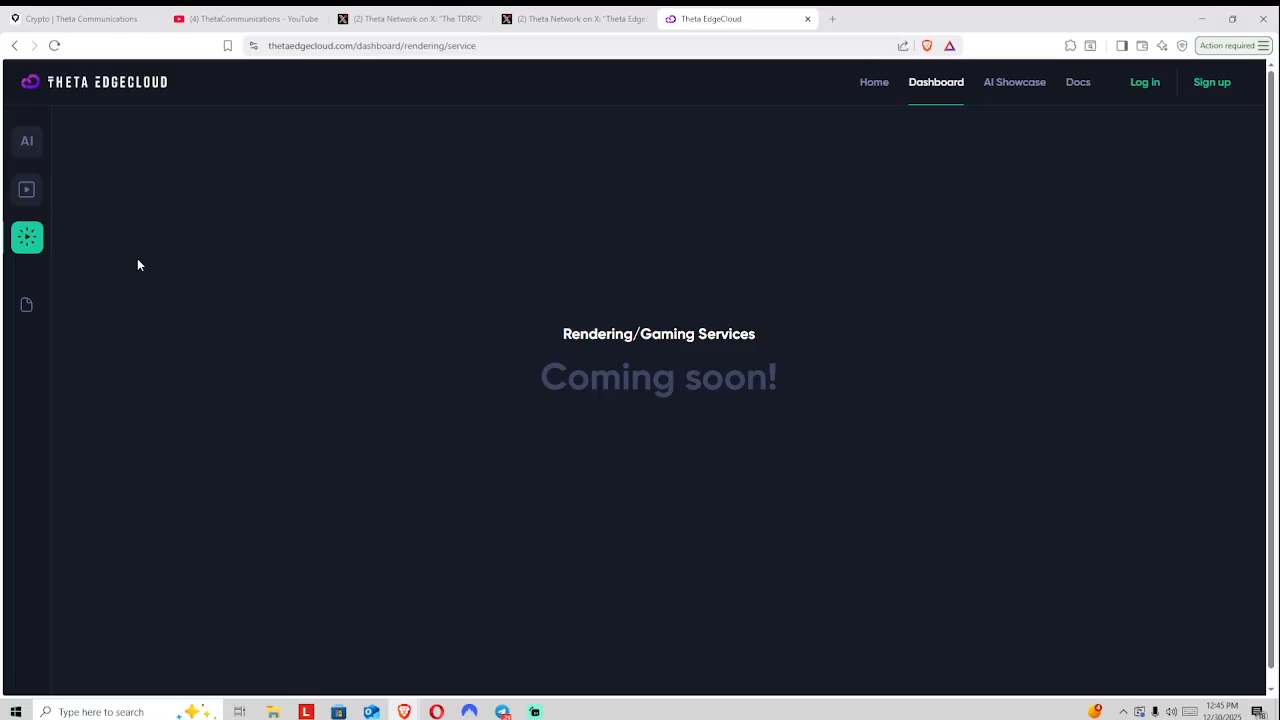 Crypto | Theta Communications
(4) ThetaCommunications - YouTube
(2) Theta Network on X: "The TDROP
(2) Theta Network on X: "Theta Edge
Theta EdgeCloud
thetaedgecloud.com/dashboard/rendering/service
Action required
THETA EDGECLOUD
Home
Dashboard
AI Showcase
Docs
Log in
Sign up
AI
Rendering/Gaming Services
Coming soon!
Type here to search
L
12:45 PM
12/30/2025